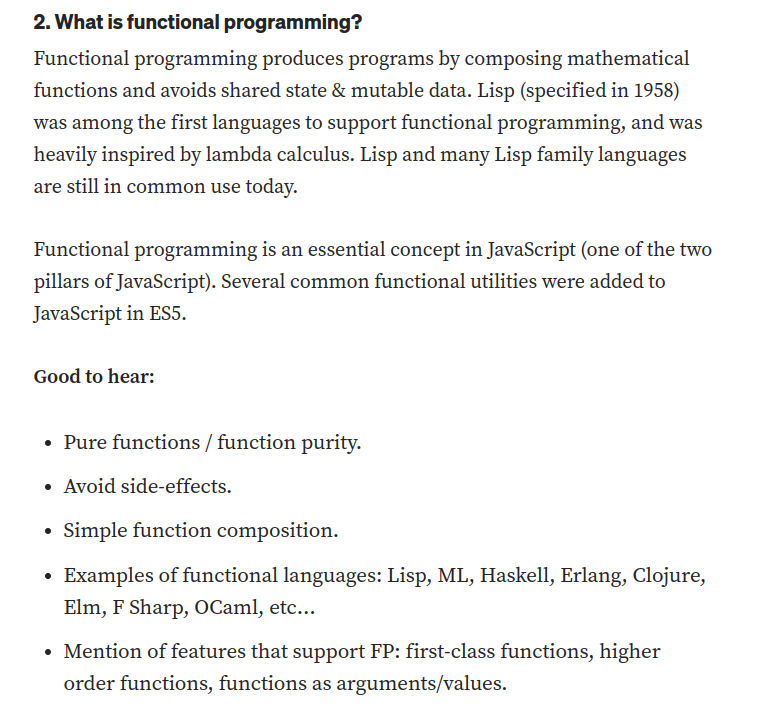 2. What is functional programming?
Functional programming produces programs by composing mathematical
functions and avoids shared state & mutable data. Lisp (specified in 1958)
was among the first languages to support functional programming, and was
heavily inspired by lambda calculus. Lisp and many Lisp family languages
are still in common use today.
Functional programming is an essential concept in JavaScript (one of the two
pillars of JavaScript). Several common functional utilities were added to
JavaScript in ES5.
Good to hear:
• Pure functions / function purity.
• Avoid side-effects.
• Simple function composition.
• Examples of functional languages: Lisp, ML, Haskell, Erlang, Clojure,
Elm, F Sharp, OCaml, etc…
• Mention of features that support FP: first-class functions, higher
order functions, functions as arguments/values.